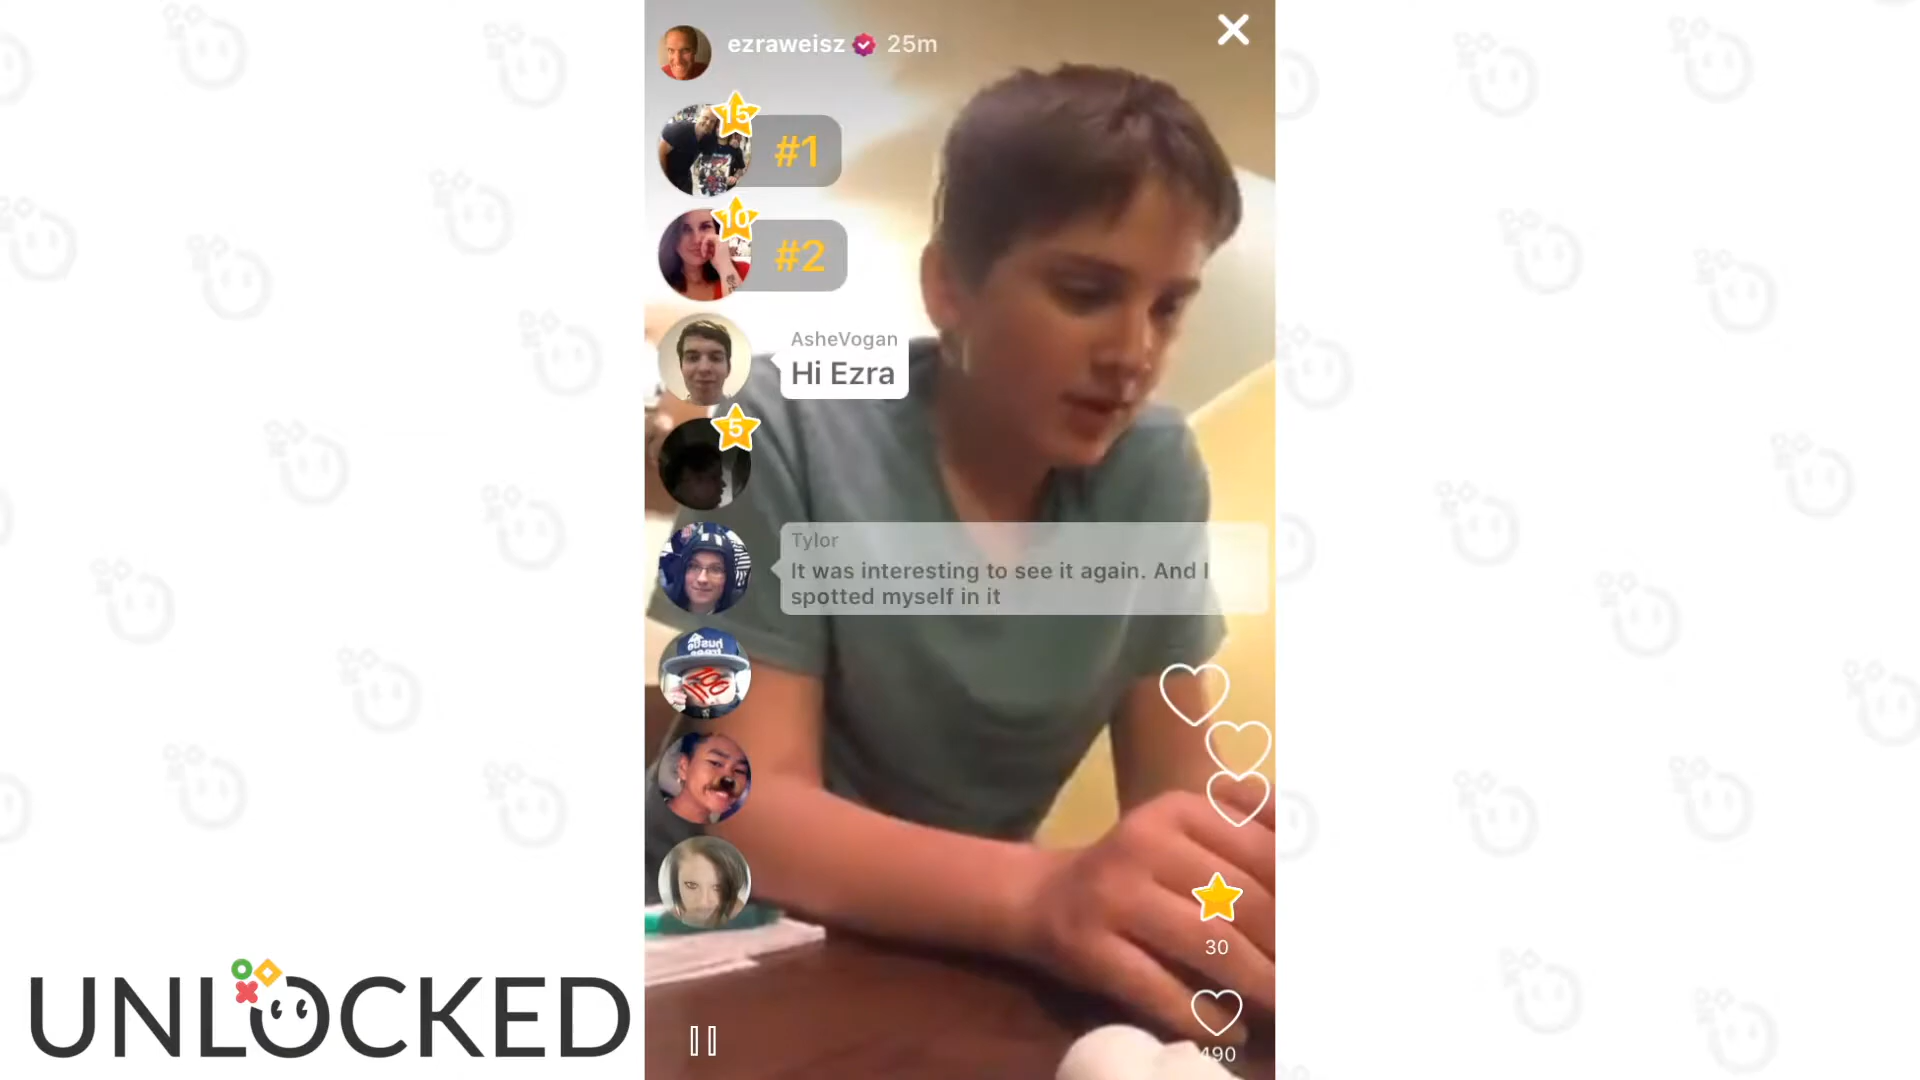 ezraweisz 25m
15
#1
10
#2
AsheVogan
Hi Ezra
5
Tylor
It was interesting to see it again. And I
spotted myself in it
30
490
UNLOCKED